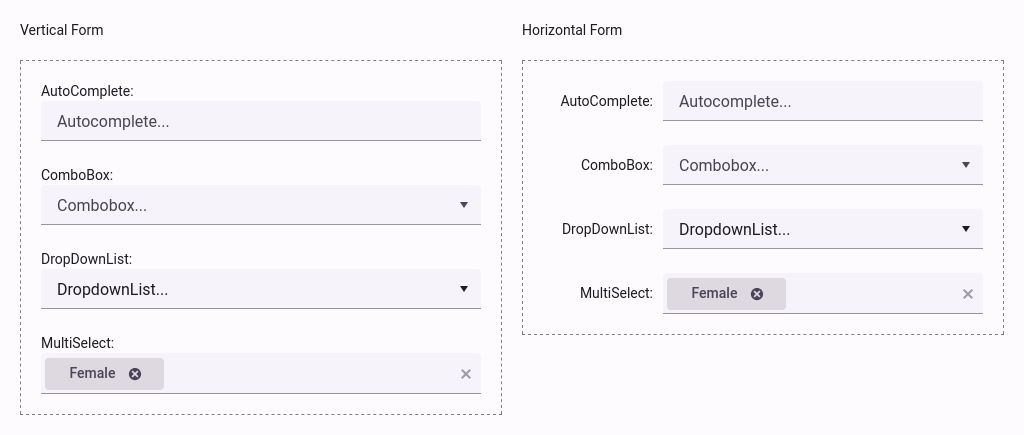 Vertical Form
AutoComplete:
Autocomplete...
ComboBox:
Combobox...
DropDownList:
DropdownList...
MultiSelect:
Female
Horizontal Form
AutoComplete:
Autocomplete...
ComboBox:
Combobox...
DropDownList:
DropdownList...
MultiSelect:
Female